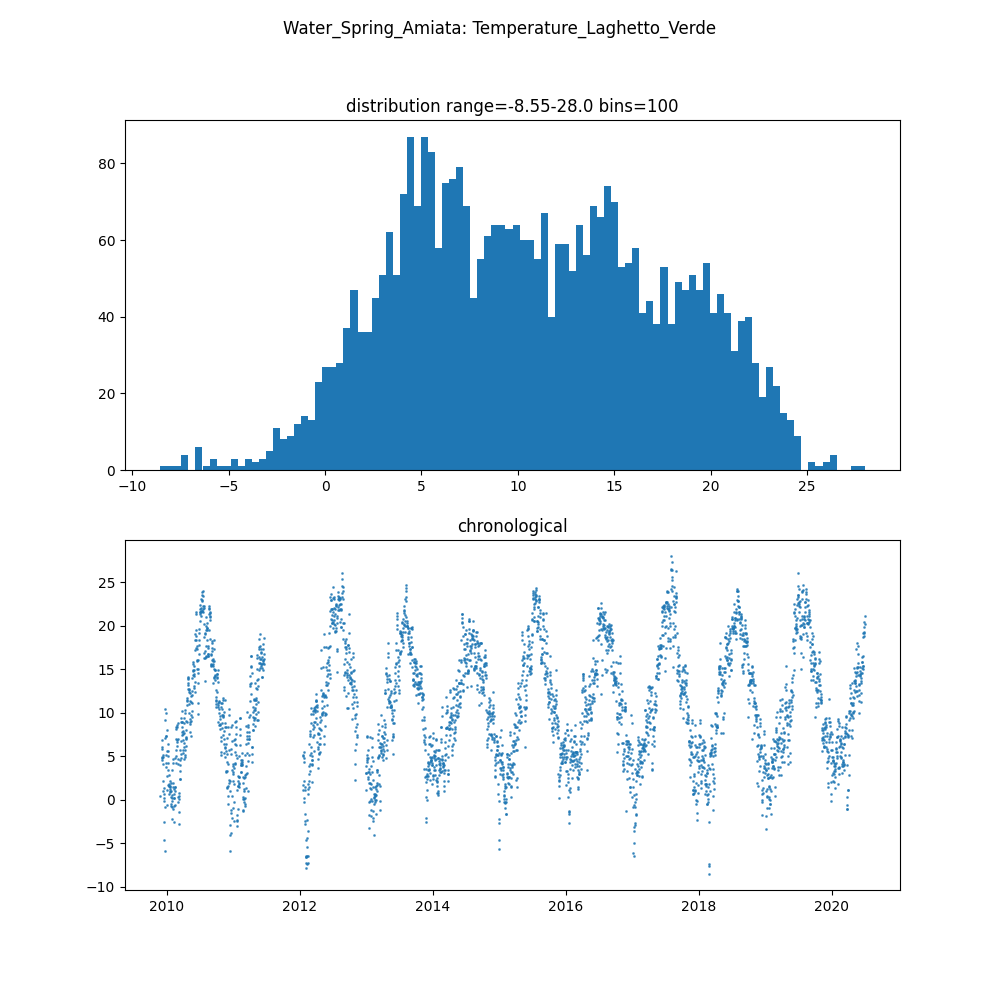 Water_Spring_Amiata: Temperature_Laghetto_Verde
distribution range=-8.55-28.0 bins=100
80
60
40
20
0
−10 −5 0 5 10 15 20 25
chronological
25
20
15
10
5
0
−5
−10
2010 2012 2014 2016 2018 2020